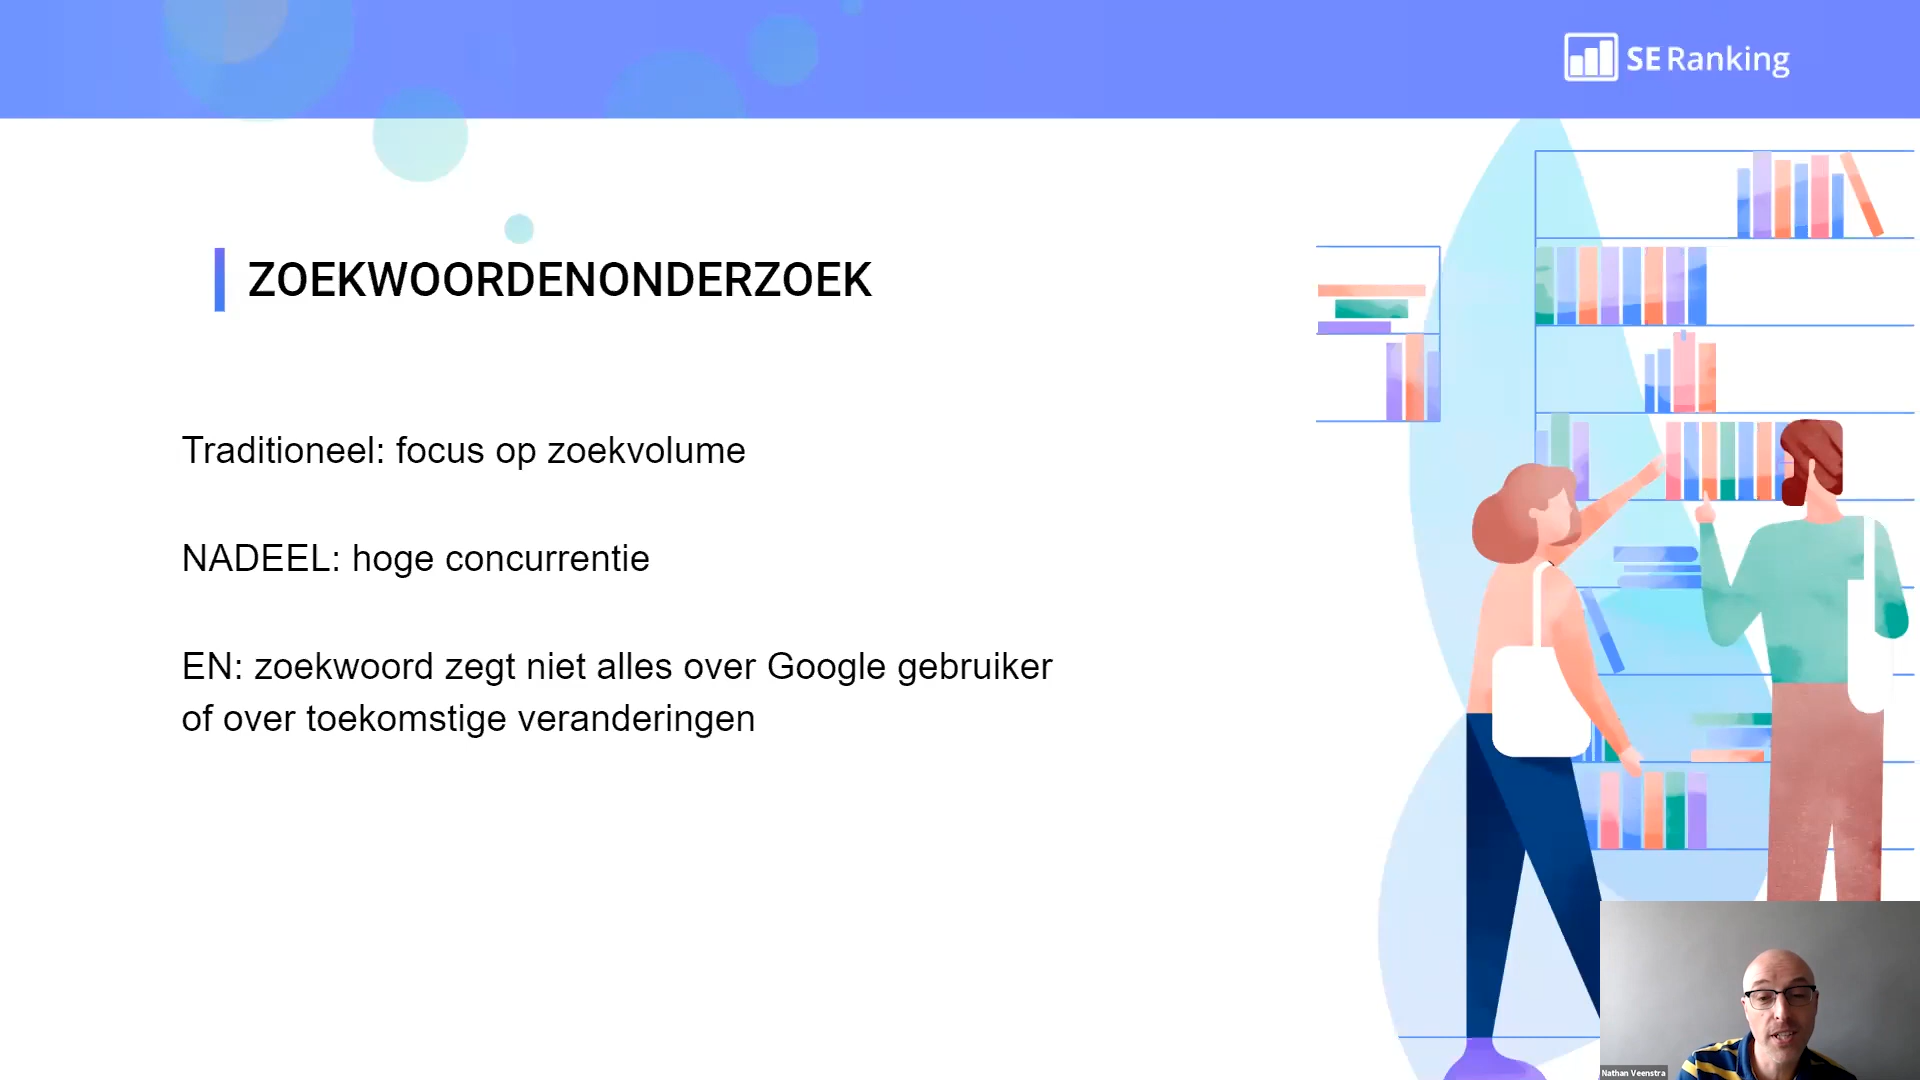 SE Ranking
ZOEKWOORDENONDERZOEK
Traditioneel: focus op zoekvolume
NADEEL: hoge concurrentie
EN: zoekwoord zegt niet alles over Google gebruiker
of over toekomstige veranderingen
Nathan Veenstra